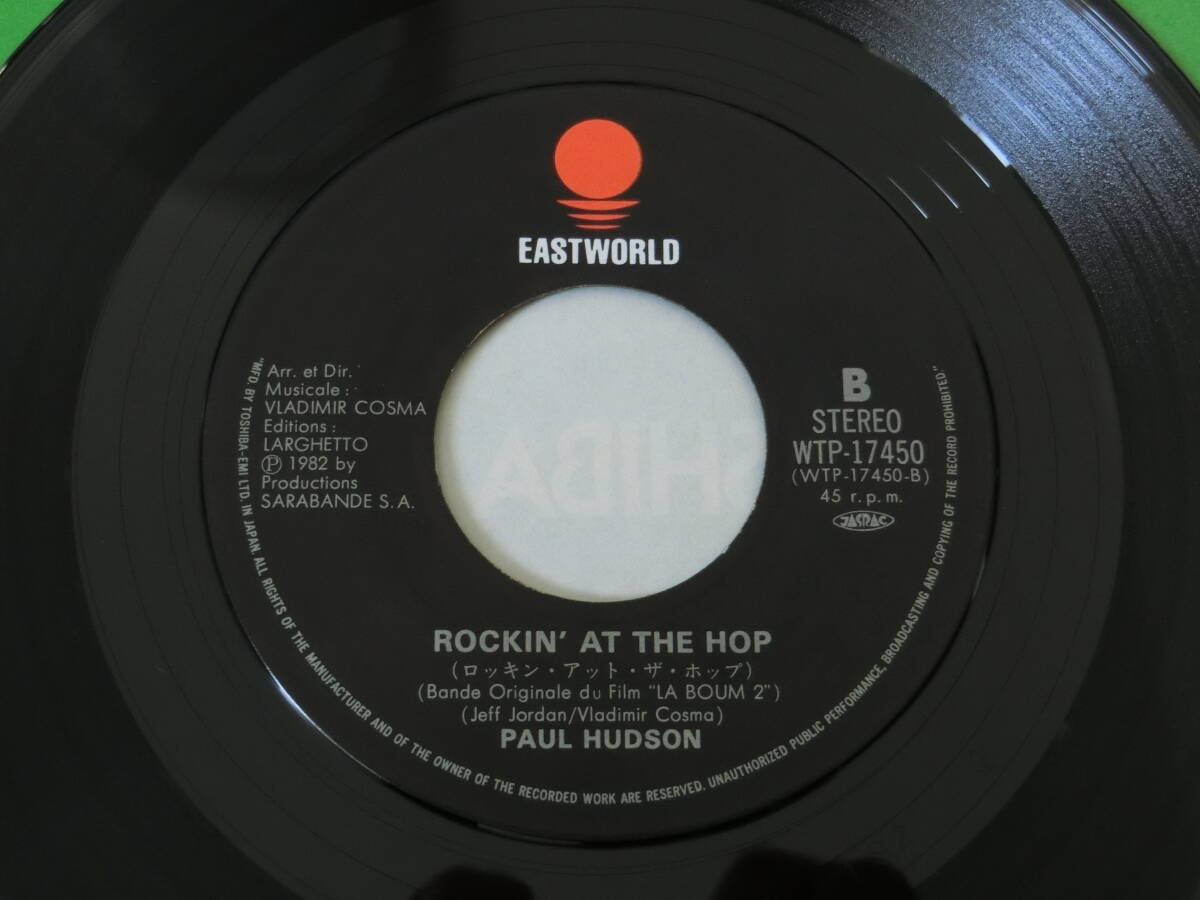 EASTWORLD
Arr. et Dir.
Musicale :
VLADIMIR COSMA
Editions :
LARGHETTO
Ⓟ 1982 by
Productions
SARABANDE S.A.
B
STEREO
WTP-17450
(WTP-17450-B)
45 r.p.m.
JASRAC
SHIBA
ROCKIN' AT THE HOP
(ロッキン・アット・ザ・ホップ)
(Bande Originale du Film "LA BOUM 2")
(Jeff Jordan/Vladimir Cosma)
PAUL HUDSON
"MFD. BY TOSHIBA-EMI LTD. IN JAPAN. ALL RIGHTS OF THE MANUFACTURER AND OF THE OWNER OF THE RECORDED WORK ARE RESERVED. UNAUTHORIZED PUBLIC PERFORMANCE, BROADCASTING AND COPYING OF THE RECORD PROHIBITED."